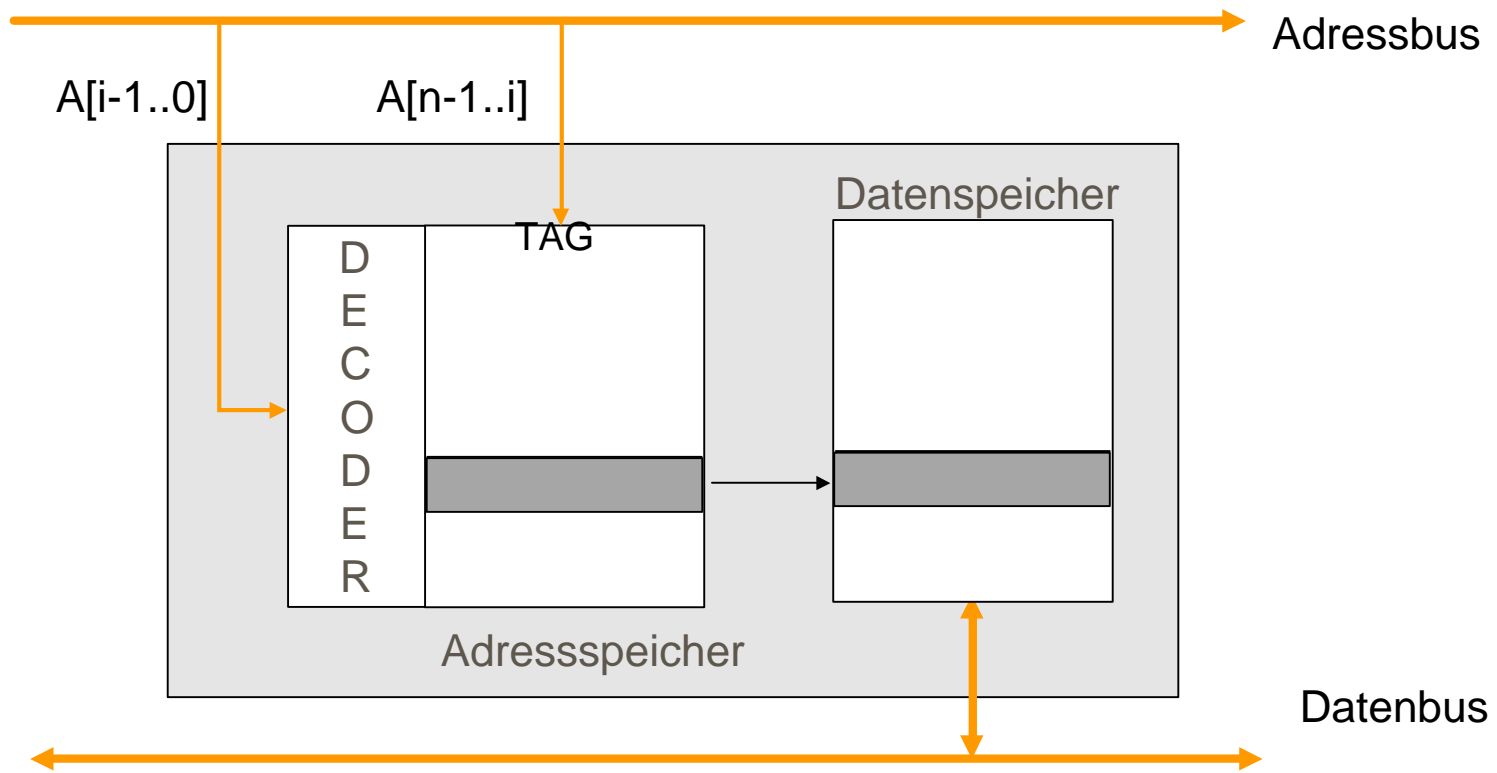 Adressbus
A[i-1..0]
A[n-1..i]
Datenspeicher
TAG
D
E
C
O
D
E
R
Adressspeicher
Datenbus